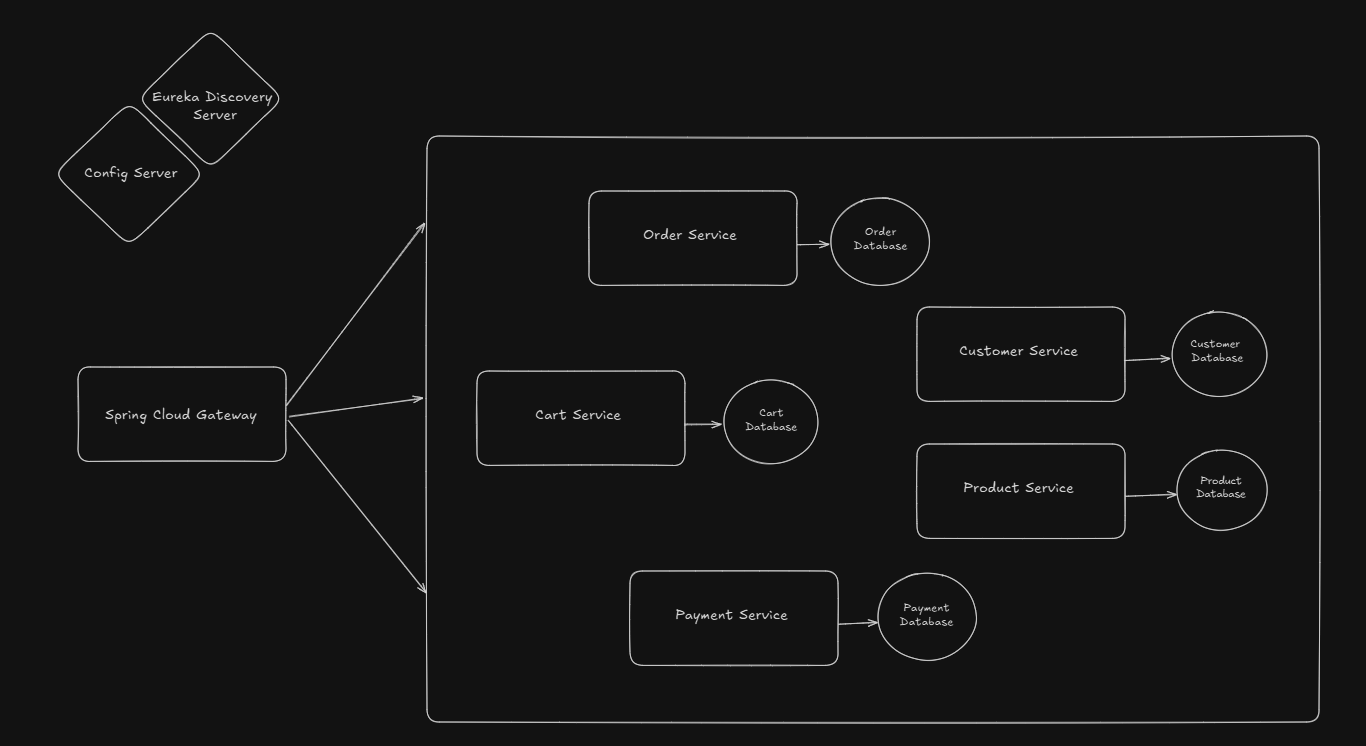 Eureka Discovery
Server
Config Server
Order Service
Order
Database
Customer Service
Customer
Database
Spring Cloud Gateway
Cart Service
Cart
Database
Product Service
Product
Database
Payment Service
Payment
Database